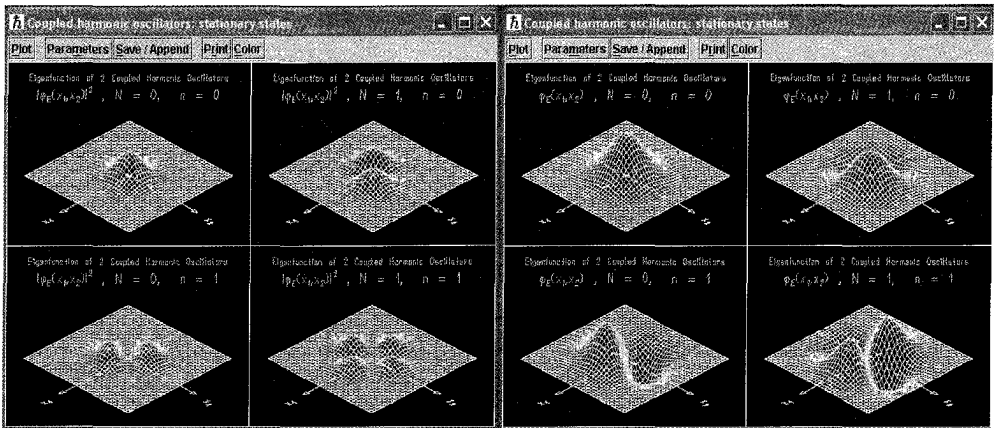 ħ Coupled harmonic oscillators: stationary states
Plot Parameters Save / Append Print Color
Eigenfunction of 2 Coupled Harmonic Oscillators
|φE(x₁,x₂)|² , N = 0, n = 0
Eigenfunction of 2 Coupled Harmonic Oscillators
|φE(x₁,x₂)|² , N = 1, n = 0
Eigenfunction of 2 Coupled Harmonic Oscillators
|φE(x₁,x₂)|² , N = 0, n = 1
Eigenfunction of 2 Coupled Harmonic Oscillators
|φE(x₁,x₂)|² , N = 1, n = 1
ħ Coupled harmonic oscillators: stationary states
Plot Parameters Save / Append Print Color
Eigenfunction of 2 Coupled Harmonic Oscillators
φE(x₁,x₂) , N = 0, n = 0
Eigenfunction of 2 Coupled Harmonic Oscillators
φE(x₁,x₂) , N = 1, n = 0
Eigenfunction of 2 Coupled Harmonic Oscillators
φE(x₁,x₂) , N = 0, n = 1
Eigenfunction of 2 Coupled Harmonic Oscillators
φE(x₁,x₂) , N = 1, n = 1